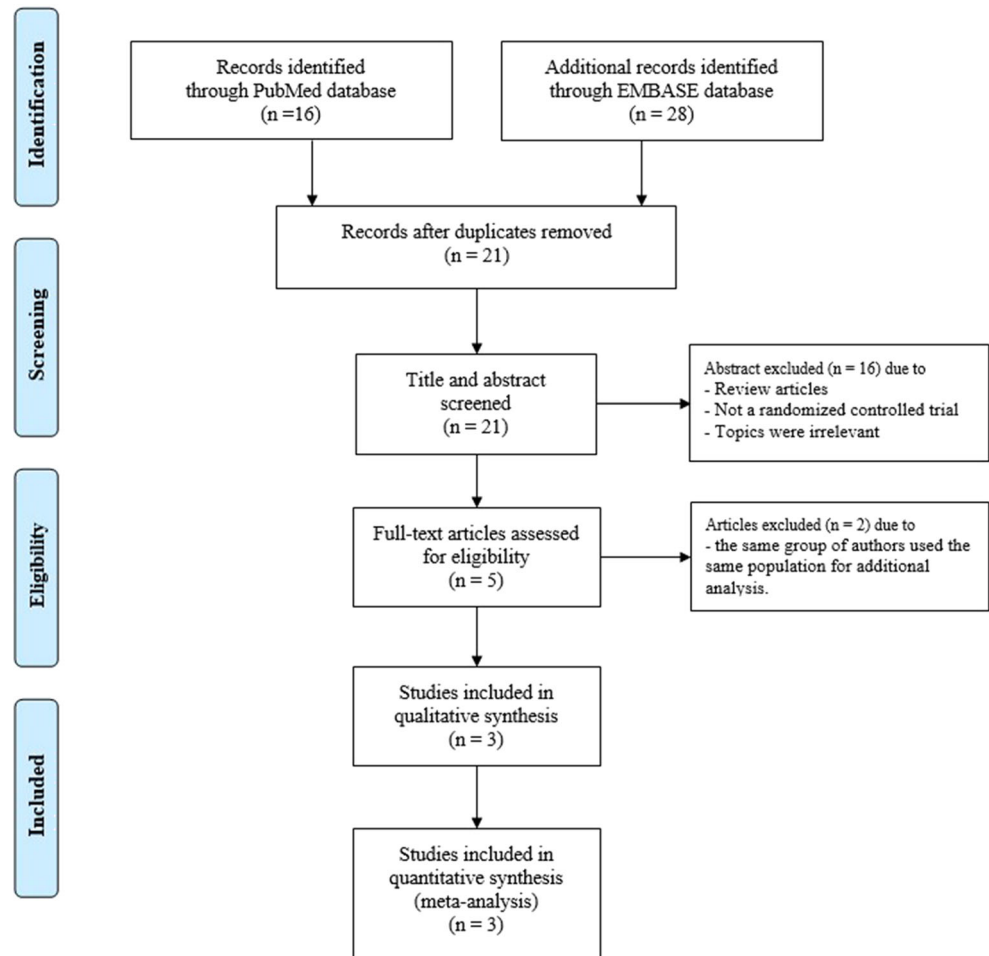 Identification
Records identified
through PubMed database
(n =16)
Additional records identified
through EMBASE database
(n = 28)
Records after duplicates removed
(n = 21)
Screening
Title and abstract
screened
(n = 21)
Abstract excluded (n = 16) due to
- Review articles
- Not a randomized controlled trial
- Topics were irrelevant
Eligibility
Full-text articles assessed
for eligibility
(n = 5)
Articles excluded (n = 2) due to
- the same group of authors used the
same population for additional
analysis.
Included
Studies included in
qualitative synthesis
(n = 3)
Studies included in
quantitative synthesis
(meta-analysis)
(n = 3)